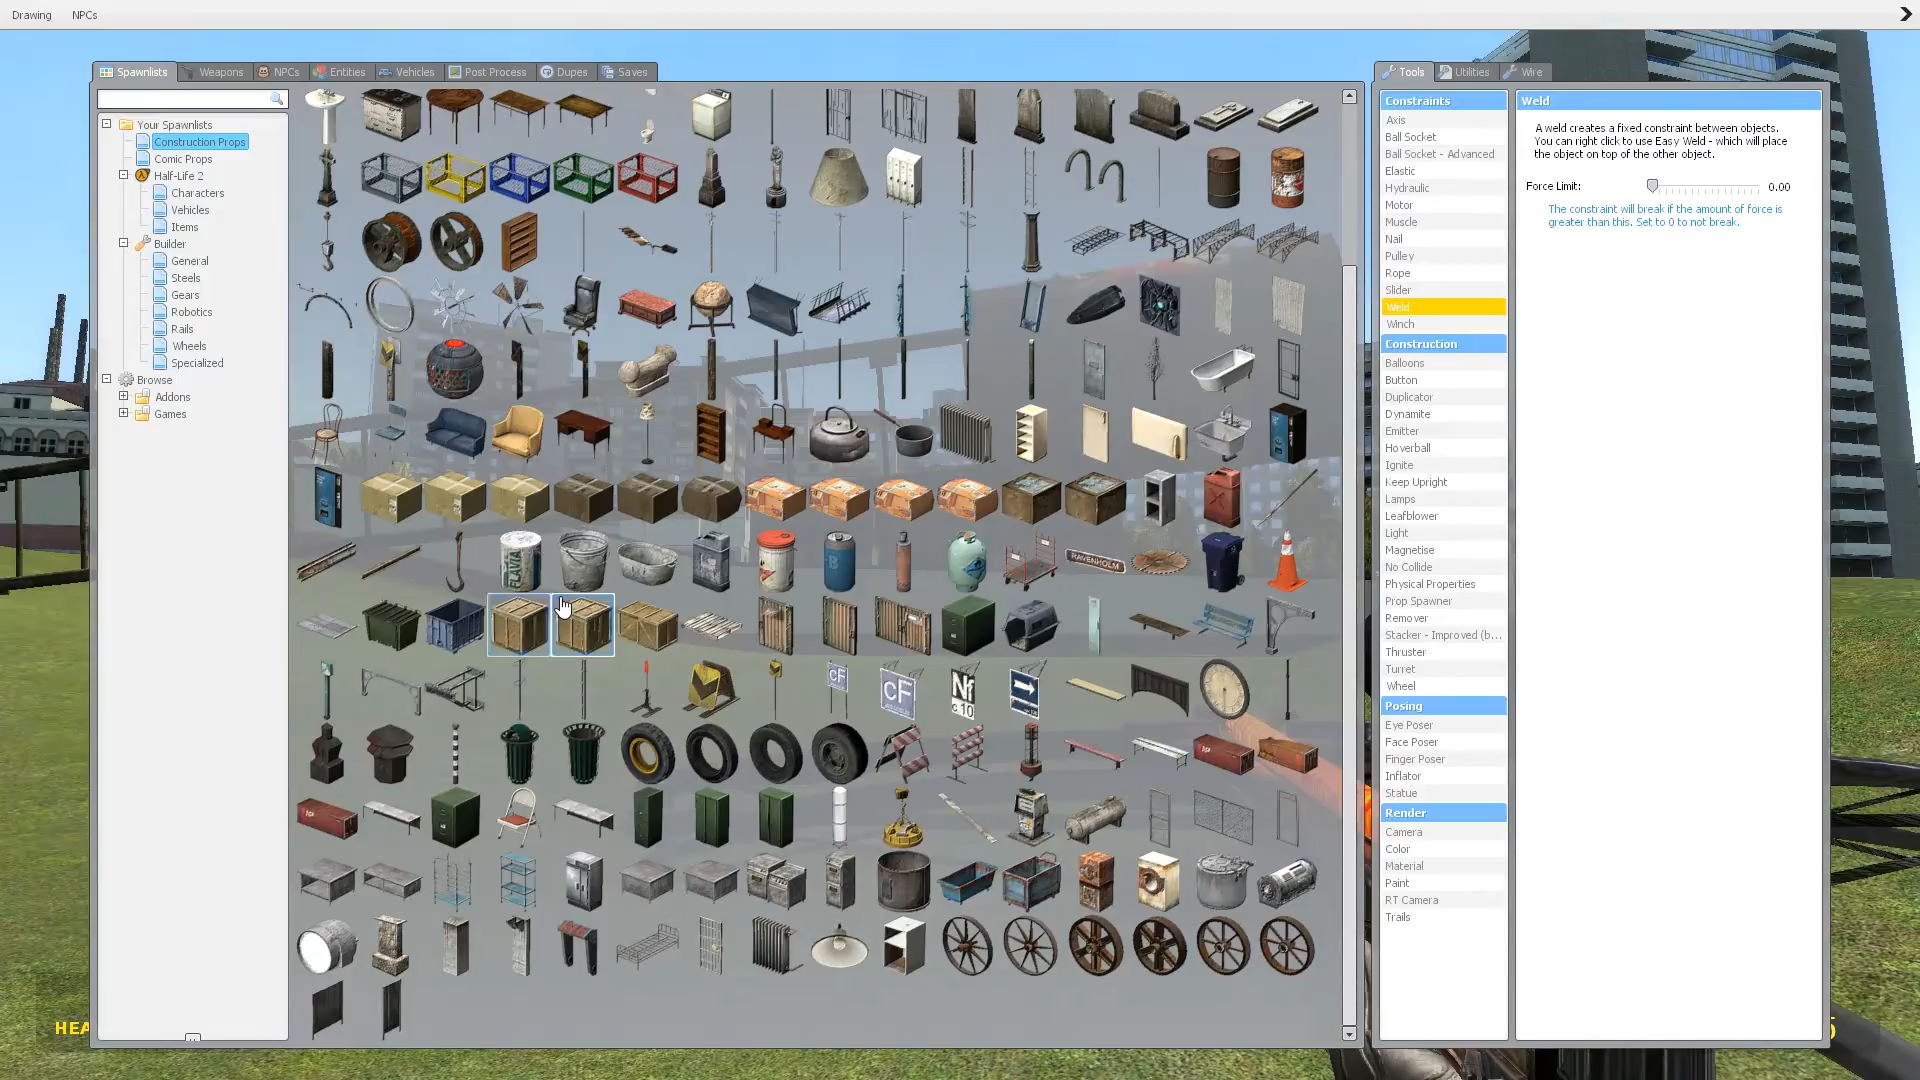 Drawing NPCs
Spawnlists Weapons NPCs Entities Vehicles Post Process Dupes Saves
Your Spawnlists
Construction Props
Comic Props
Half-Life 2
Characters
Vehicles
Items
Builder
General
Steels
Gears
Robotics
Rails
Wheels
Specialized
Browse
Addons
Games
RAVENHOLM
cF
cF
Nf
c 10
HEA
Tools Utilities Wire
Constraints
Axis
Ball Socket
Ball Socket - Advanced
Elastic
Hydraulic
Motor
Muscle
Nail
Pulley
Rope
Slider
Weld
Winch
Construction
Balloons
Button
Duplicator
Dynamite
Emitter
Hoverball
Ignite
Keep Upright
Lamps
Leafblower
Light
Magnetise
No Collide
Physical Properties
Prop Spawner
Remover
Stacker - Improved (b...
Thruster
Turret
Wheel
Posing
Eye Poser
Face Poser
Finger Poser
Inflator
Statue
Render
Camera
Color
Material
Paint
RT Camera
Trails
Weld
A weld creates a fixed constraint between objects.
You can right click to use Easy Weld - which will place
the object on top of the other object.
Force Limit: 0.00
The constraint will break if the amount of force is
greater than this. Set to 0 to not break.